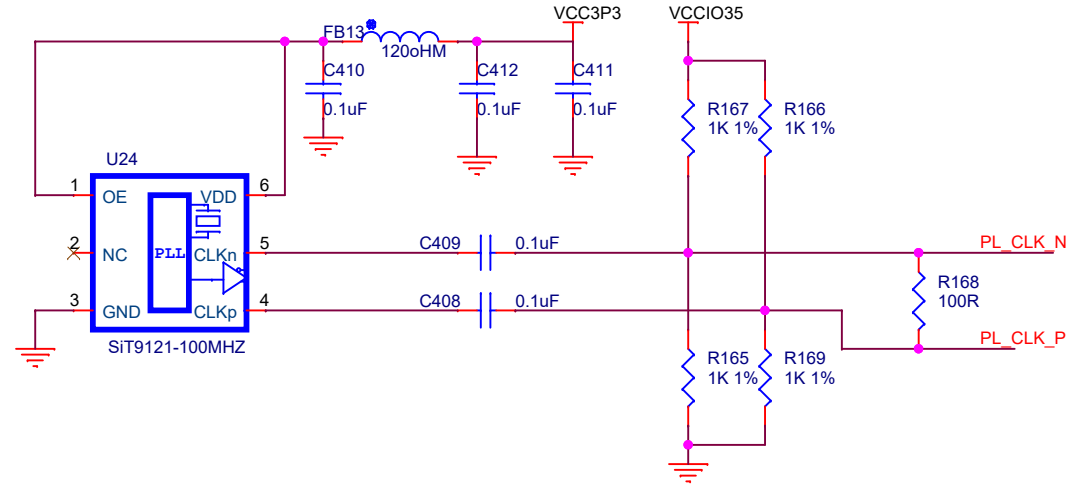 VCC3P3
VCCIO35
FB13
120oHM
C410
0.1uF
C412
0.1uF
C411
0.1uF
R167
1K 1%
R166
1K 1%
U24
1
OE
VDD
6
2
NC
PLL
CLKn
5
3
GND
CLKp
4
SiT9121-100MHZ
C409
0.1uF
C408
0.1uF
PL_CLK_N
R168
100R
PL_CLK_P
R165
1K 1%
R169
1K 1%